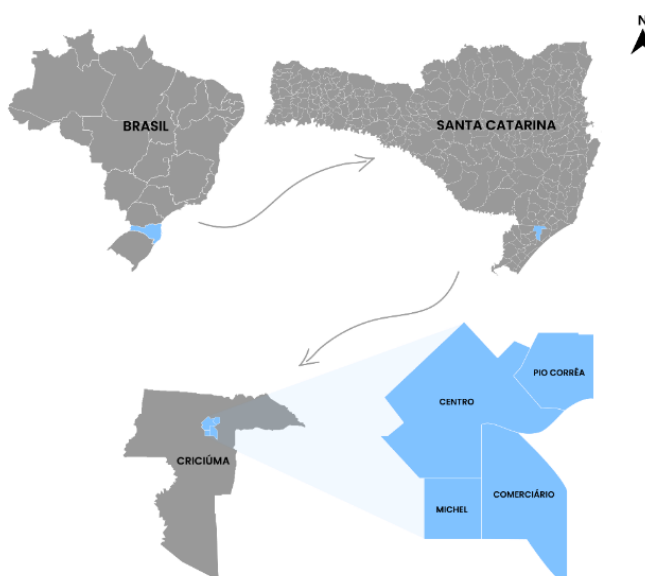 N
BRASIL
SANTA CATARINA
PIO CORRÊA
CENTRO
CRICIÚMA
COMERCIÁRIO
MICHEL